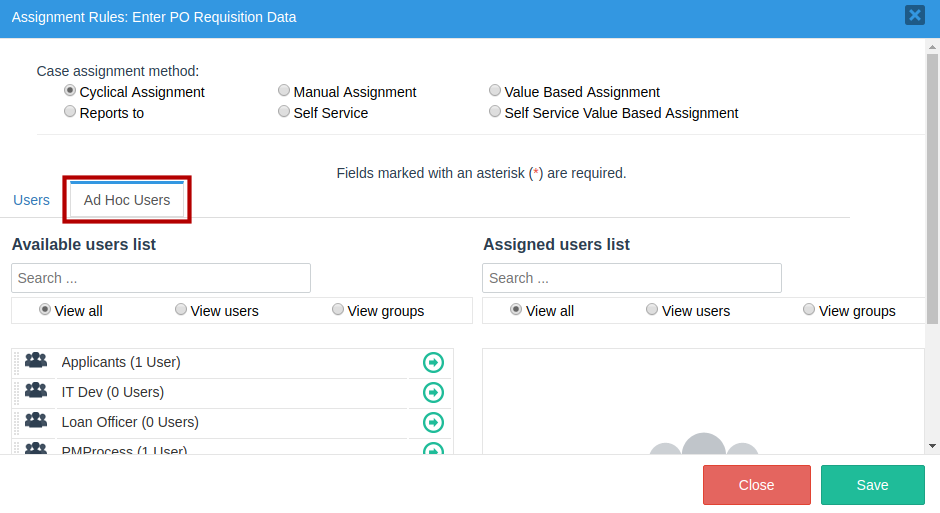 Assignment Rules: Enter PO Requisition Data
Case assignment method:
Cyclical Assignment Manual Assignment Value Based Assignment
Reports to Self Service Self Service Value Based Assignment
Fields marked with an asterisk (*) are required.
Users Ad Hoc Users
Available users list Assigned users list
Search ... Search ...
View all View users View groups View all View users View groups
Applicants (1 User)
IT Dev (0 Users)
Loan Officer (0 Users)
PMProcess (1 User)
Close Save